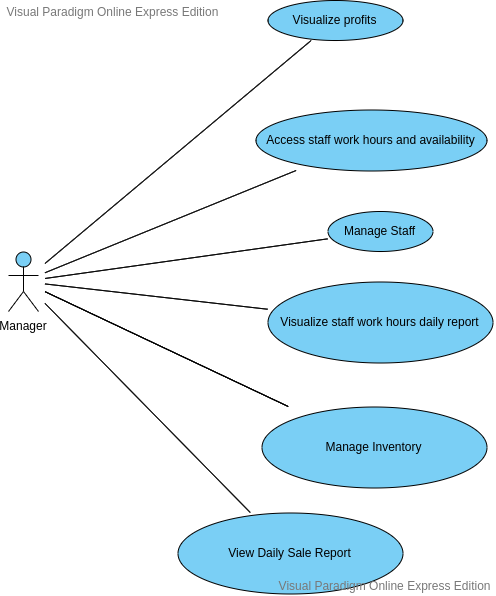 Visual Paradigm Online Express Edition
Visualize profits
Access staff work hours and availability
Manage Staff
Manager
Visualize staff work hours daily report
Manage Inventory
View Daily Sale Report
Visual Paradigm Online Express Edition